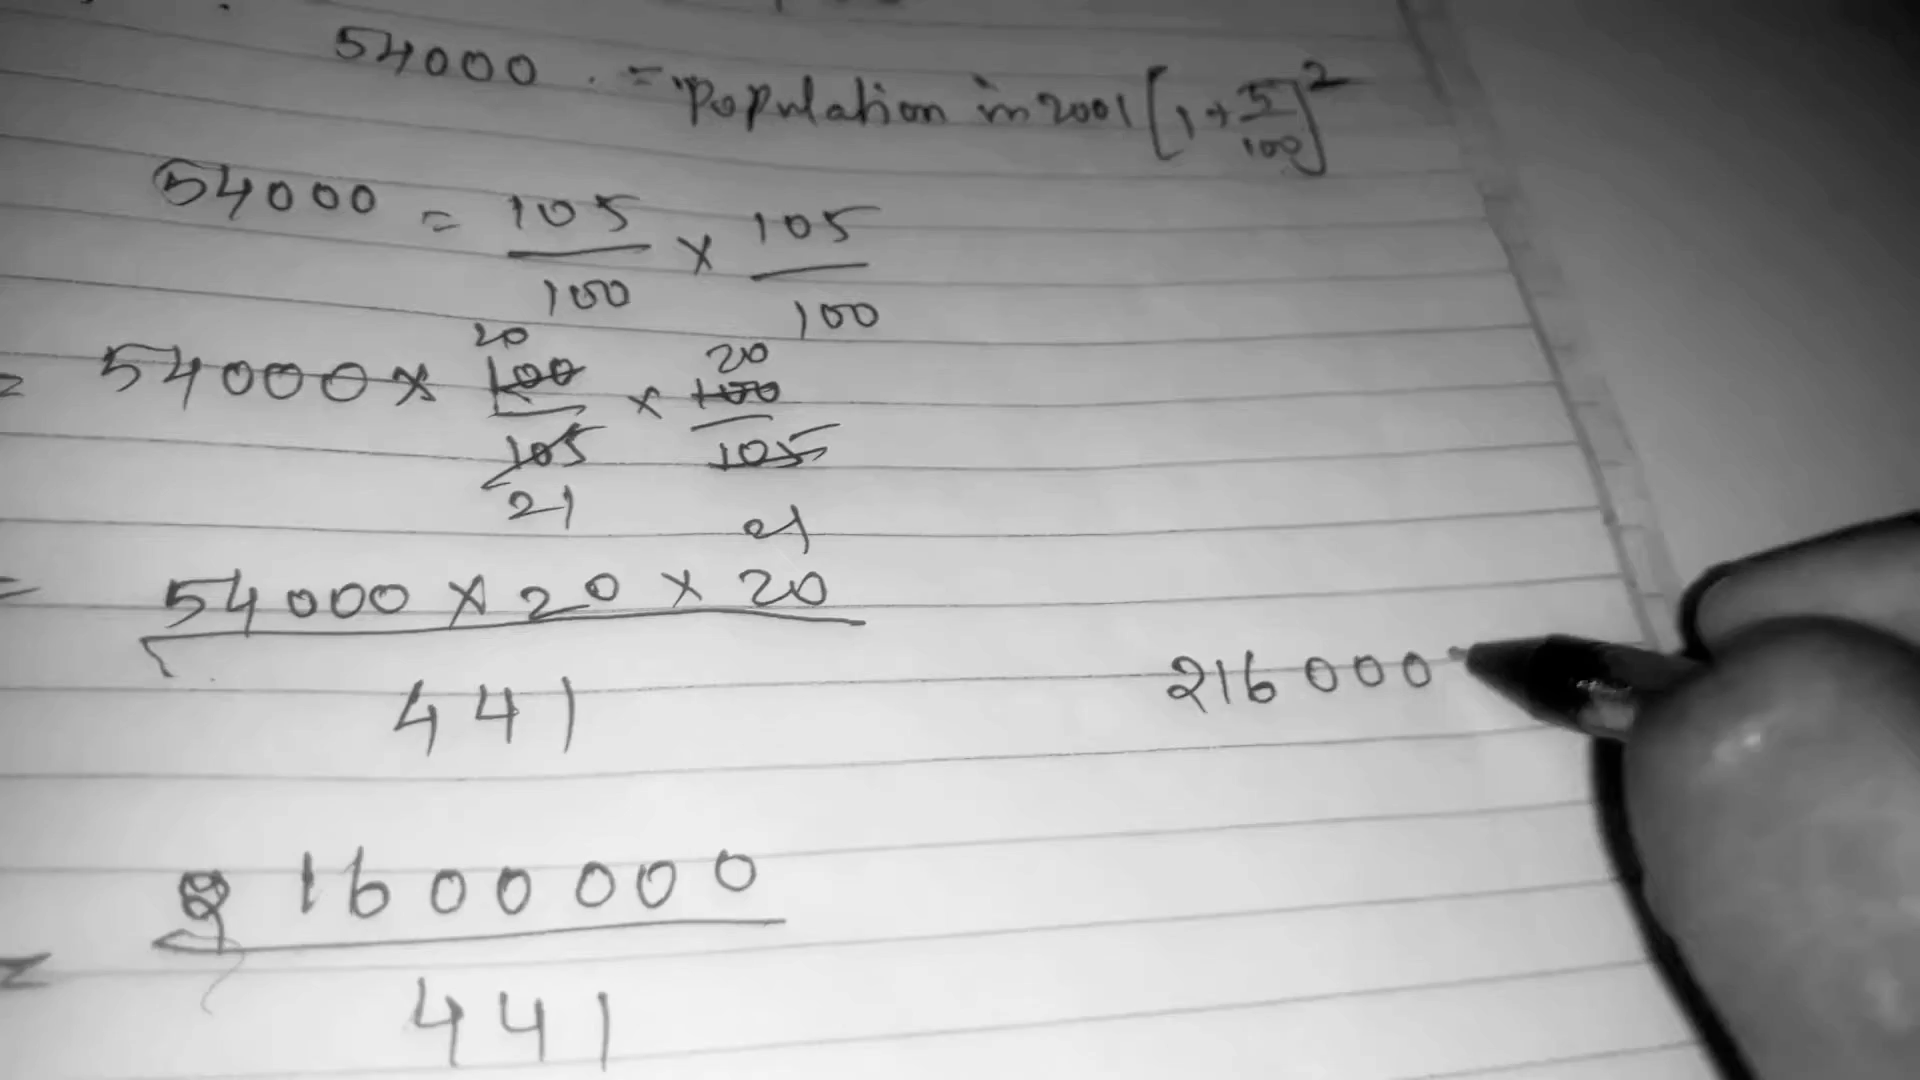 54000 . = Population in 2001 [1 + 5/100]²
54000 = 105/100 × 105/100
20 20
= 54000 × 100/105 × 100/105
21 21
= 54000 × 20 × 20
441
216000
= 21600000
441